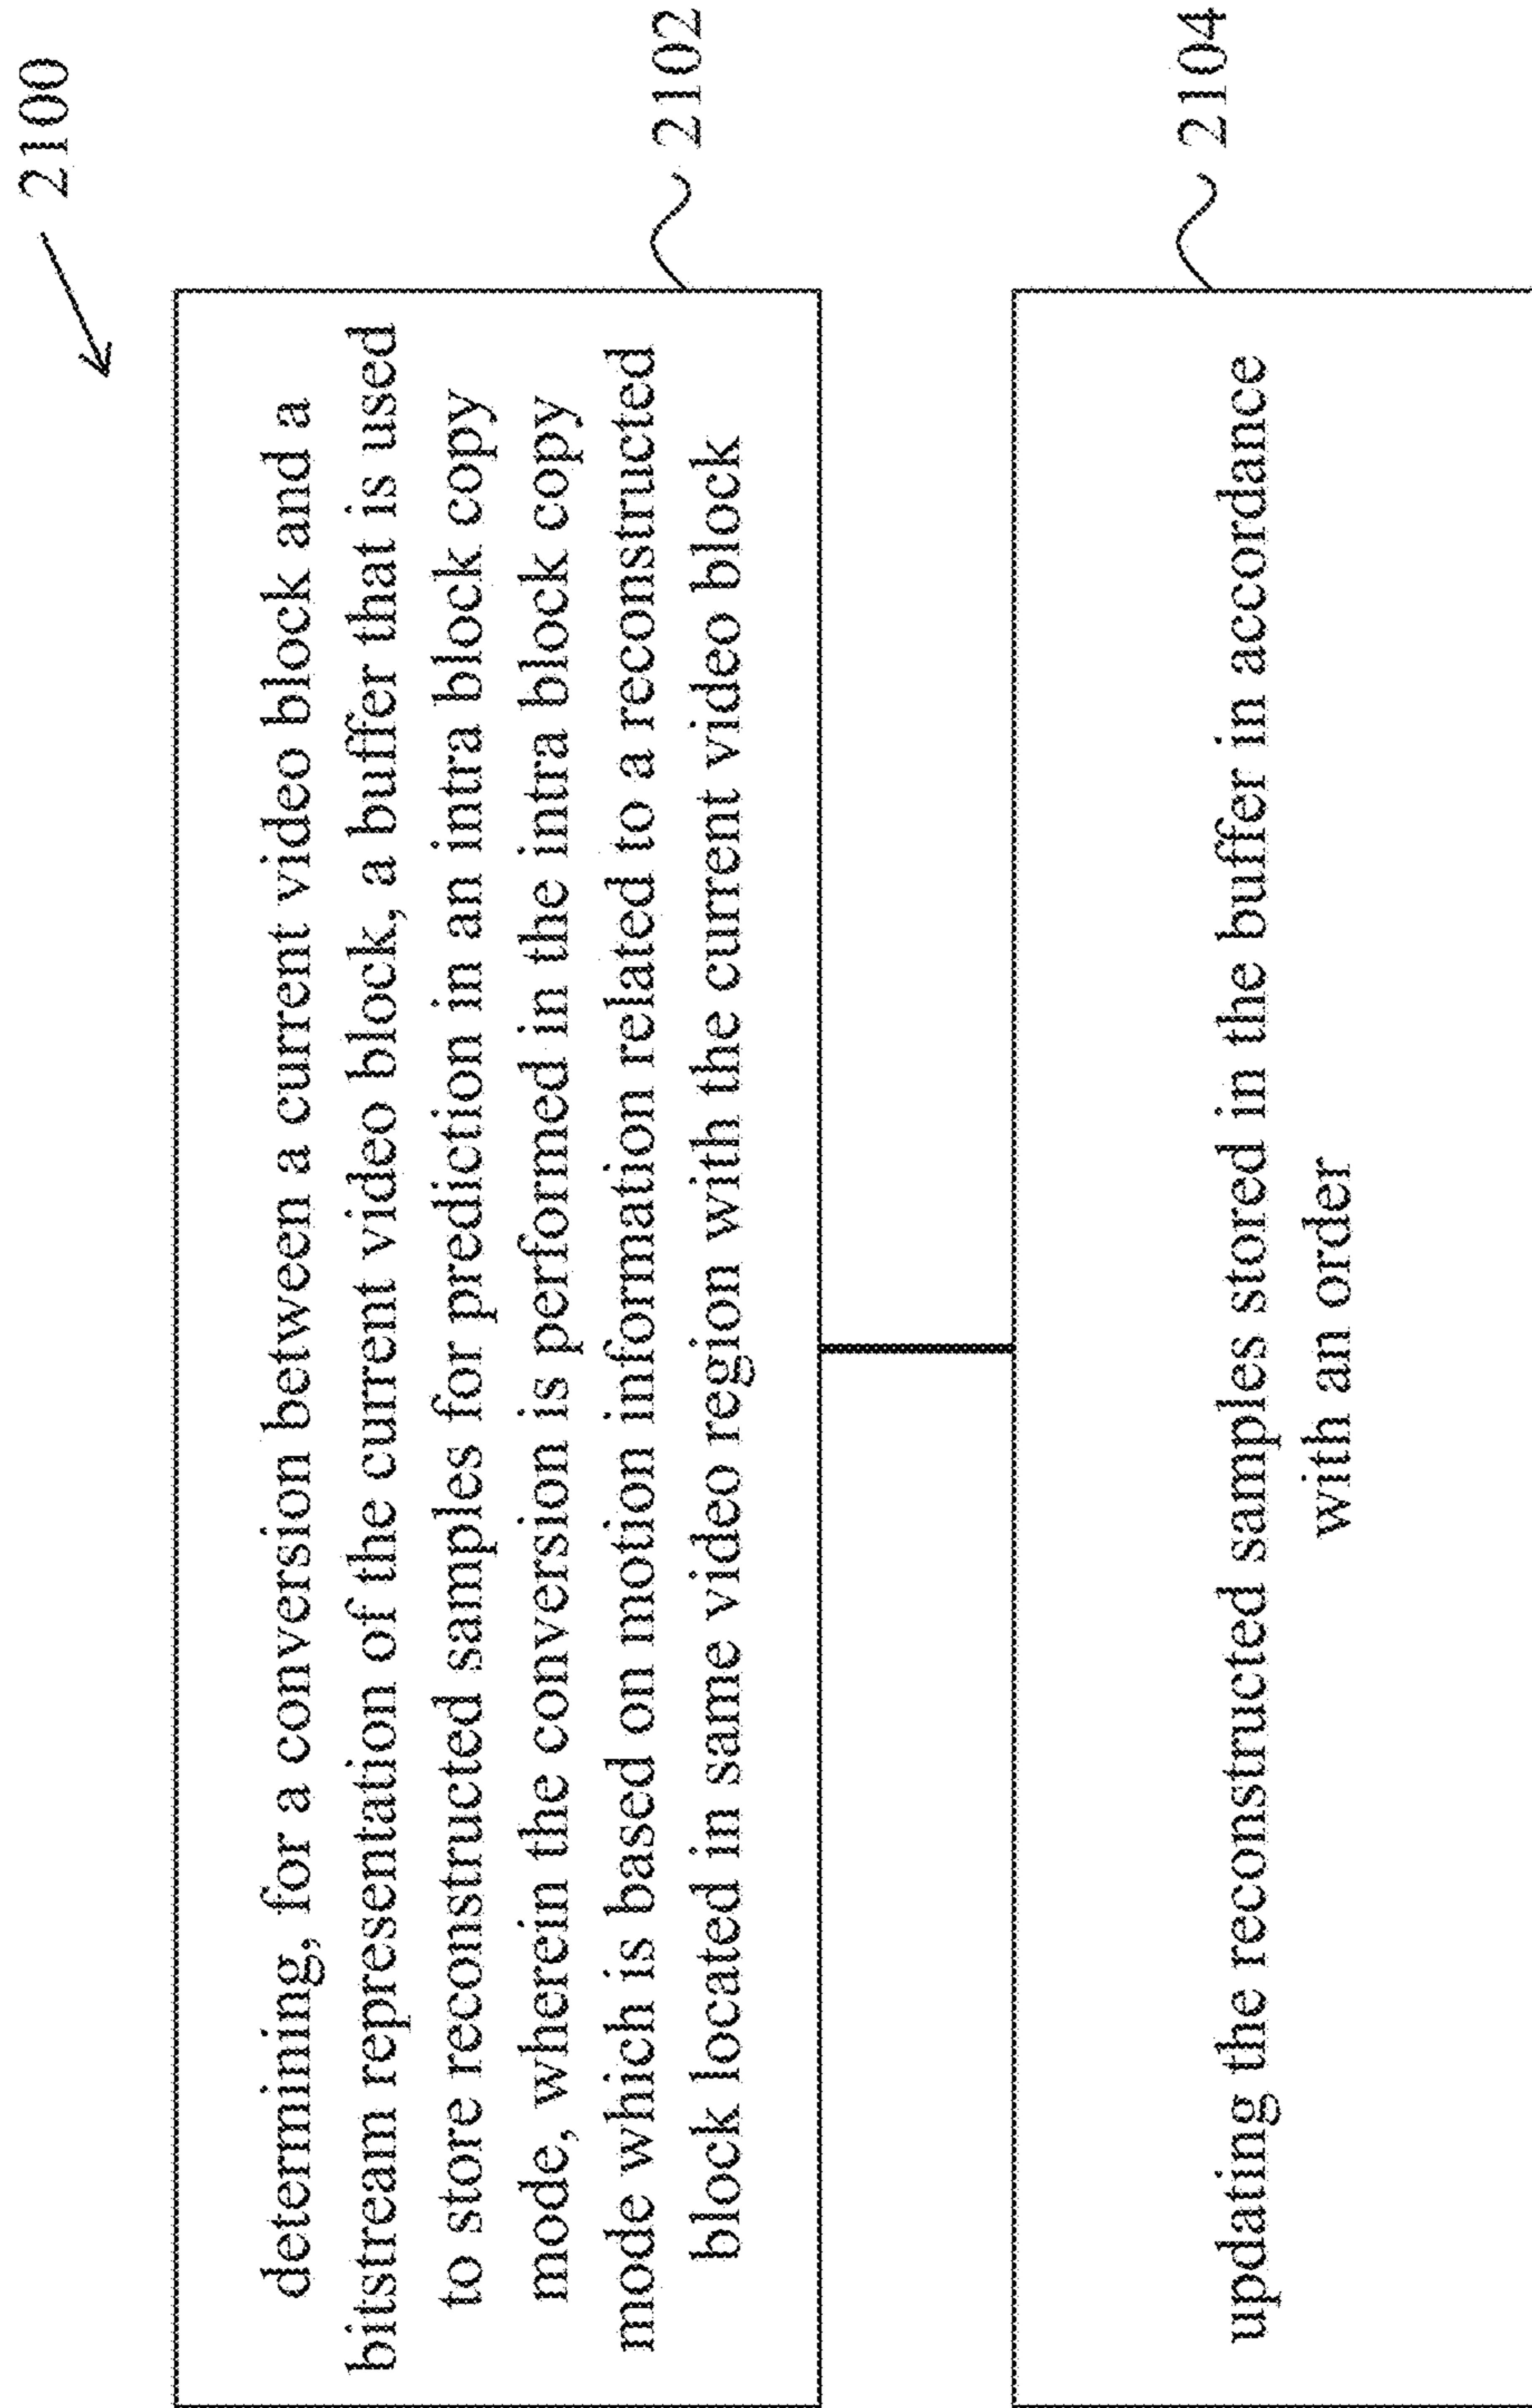 2100
determining, for a conversion between a current video block and a
bitstream representation of the current video block, a buffer that is used
to store reconstructed samples for prediction in an intra block copy
mode, wherein the conversion is performed in the intra block copy
mode which is based on motion information related to a reconstructed
block located in same video region with the current video block
2102
updating the reconstructed samples stored in the buffer in accordance
with an order
2104